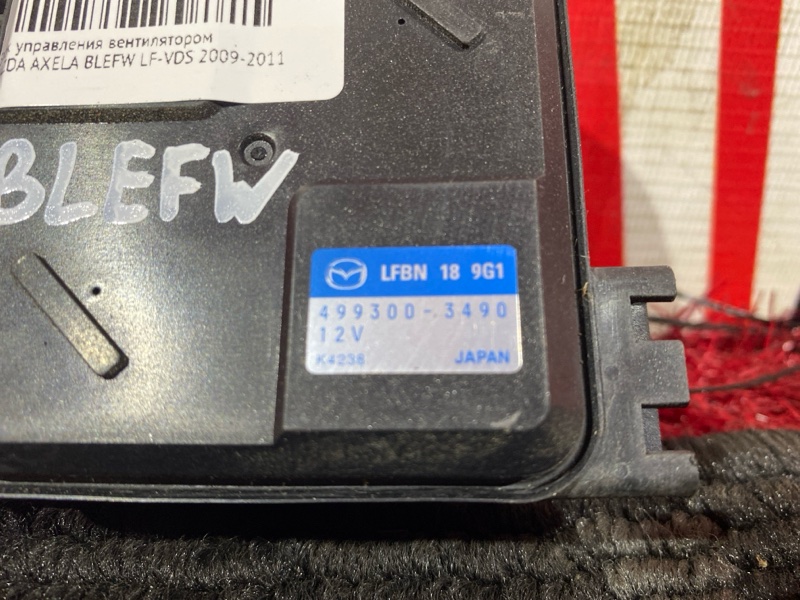 управления вентилятором
DA AXELA BLEFW LF-VDS 2009-2011
BLEFW
LFBN 18 9G1
499300-3490
12V
K4238 JAPAN